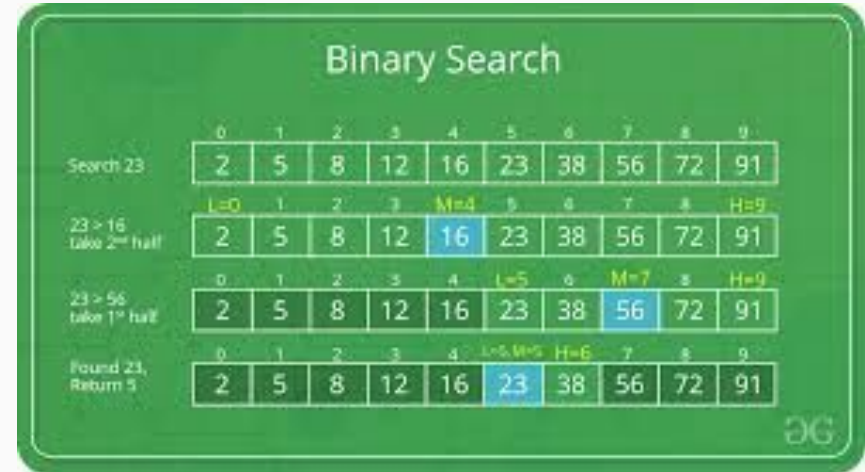 Binary Search
0 1 2 3 4 5 6 7 8 9
Search 23 2 5 8 12 16 23 38 56 72 91
L=0 1 2 3 M=4 5 6 7 8 H=9
23 > 16
take 2nd half 2 5 8 12 16 23 38 56 72 91
0 1 2 3 4 L=5 6 M=7 8 H=9
23 > 56
take 1st half 2 5 8 12 16 23 38 56 72 91
0 1 2 3 4 L=5, M=5 H=6 7 8 9
Found 23,
Return 5 2 5 8 12 16 23 38 56 72 91